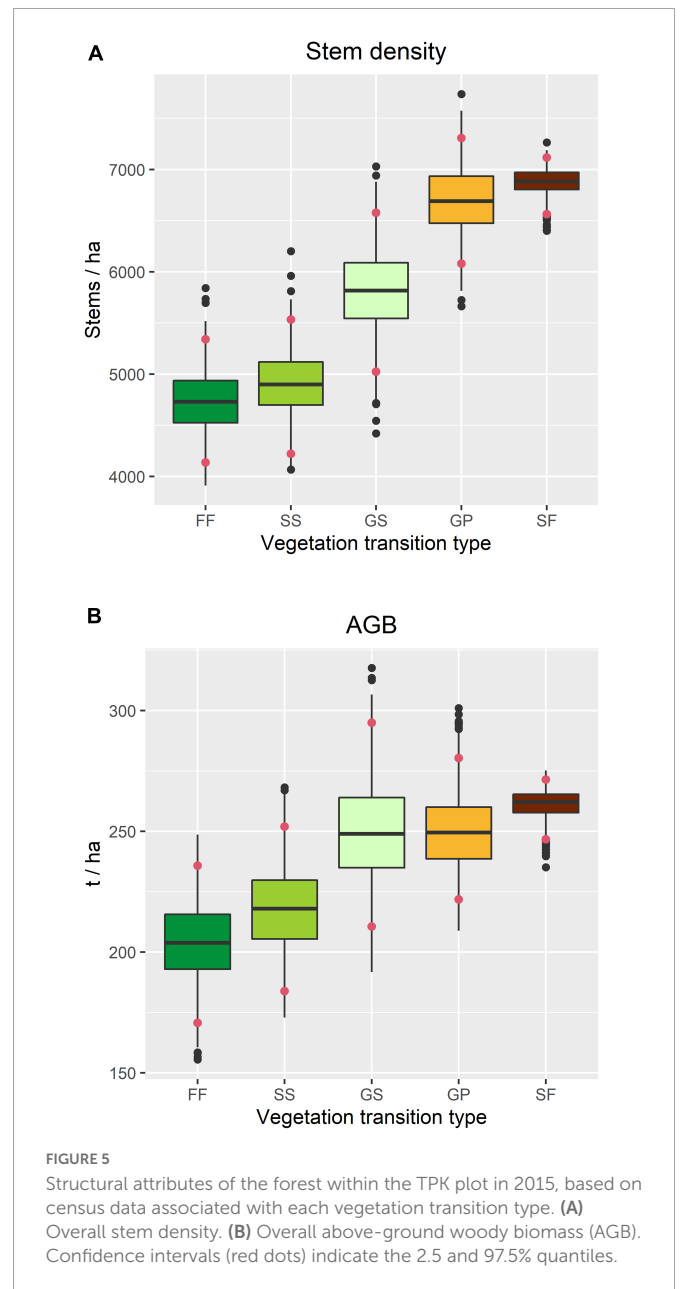 A
Stem density
Stems / ha
7000
6000
5000
4000
FF SS GS GP SF
Vegetation transition type
B
AGB
t / ha
300
250
200
150
FF SS GS GP SF
Vegetation transition type
FIGURE 5
Structural attributes of the forest within the TPK plot in 2015, based on
census data associated with each vegetation transition type. (A)
Overall stem density. (B) Overall above-ground woody biomass (AGB).
Confidence intervals (red dots) indicate the 2.5 and 97.5% quantiles.